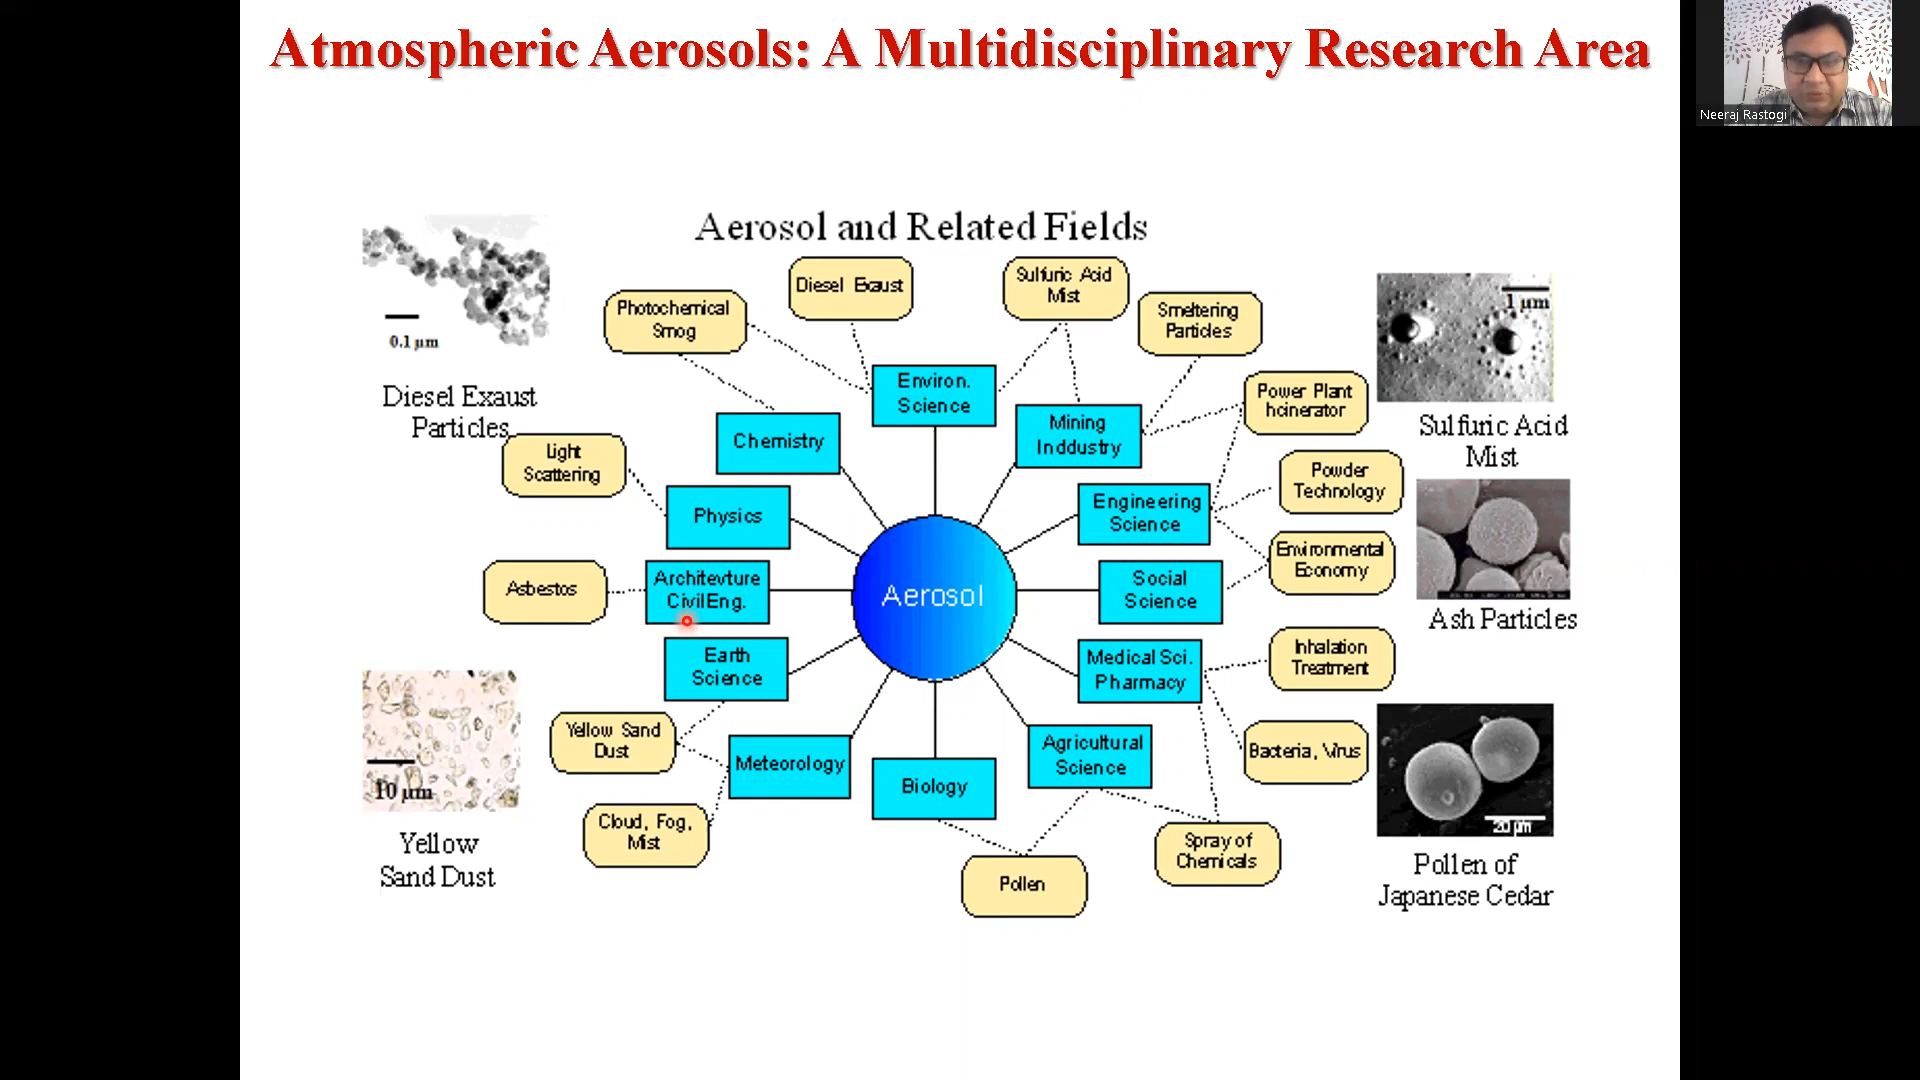 Atmospheric Aerosols: A Multidisciplinary Research Area
Neeraj Rastogi
Aerosol and Related Fields
0.1 µm
Diesel Exaust
Particles
Photochemical
Smog
Diesel Exaust
Sulfuric Acid
Mist
Smeltering
Particles
1 µm
Sulfuric Acid
Mist
Environ.
Science
Chemistry
Mining
Inddustry
Power Plant
Incinerator
Light
Scattering
Physics
Engineering
Science
Powder
Technology
Asbestos
Architevture
Civil Eng.
Aerosol
Social
Science
Environmental
Economy
Ash Particles
Earth
Science
Medical Sci.
Pharmacy
Inhalation
Treatment
Yellow Sand
Dust
Meteorology
Biology
Agricultural
Science
Bacteria, Virus
10 µm
Yellow
Sand Dust
Cloud, Fog,
Mist
Pollen
Spray of
Chemicals
20 µm
Pollen of
Japanese Cedar